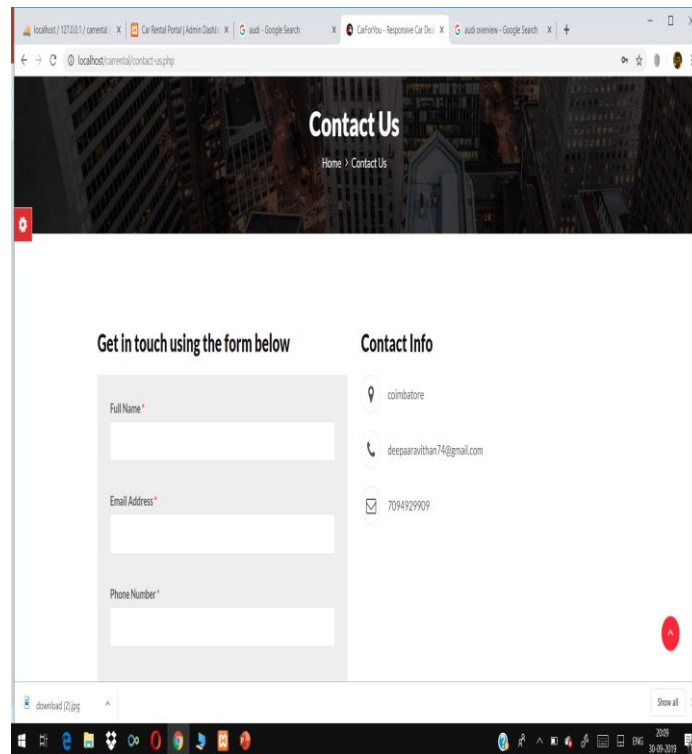 localhost / 127.0.0.1 / carrental / X Car Rental Portal | Admin Dashb X G audi - Google Search X CarForYou - Responsive Car Dea X G audi overview - Google Search X +
localhost/carrental/contact-us.php
Contact Us
Home > Contact Us
Get in touch using the form below
Contact Info
Full Name *
coimbatore
deepaaravithan74@gmail.com
Email Address *
7094929909
Phone Number *
download (2).jpg
Show all
ENG
20:09
30-09-2019